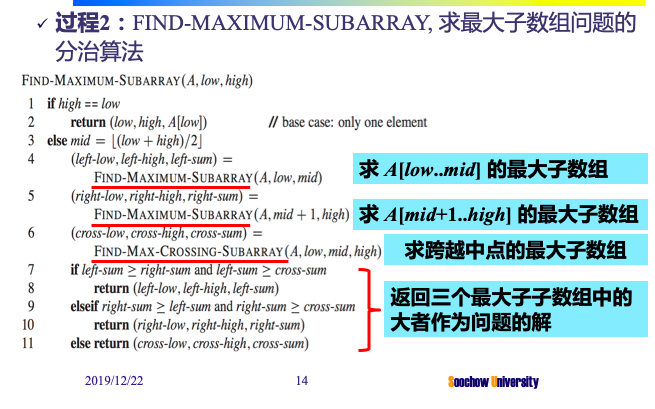 ✓ 过程2：FIND-MAXIMUM-SUBARRAY, 求最大子数组问题的
分治算法
FIND-MAXIMUM-SUBARRAY(A, low, high)
1 if high == low
2 return (low, high, A[low]) // base case: only one element
3 else mid = ⌊(low + high)/2⌋
4 (left-low, left-high, left-sum) =
FIND-MAXIMUM-SUBARRAY(A, low, mid)
求 A[low..mid] 的最大子数组
5 (right-low, right-high, right-sum) =
FIND-MAXIMUM-SUBARRAY(A, mid + 1, high)
求 A[mid+1..high] 的最大子数组
6 (cross-low, cross-high, cross-sum) =
FIND-MAX-CROSSING-SUBARRAY(A, low, mid, high)
求跨越中点的最大子数组
7 if left-sum ≥ right-sum and left-sum ≥ cross-sum
8 return (left-low, left-high, left-sum)
9 elseif right-sum ≥ left-sum and right-sum ≥ cross-sum
10 return (right-low, right-high, right-sum)
11 else return (cross-low, cross-high, cross-sum)
返回三个最大子子数组中的
大者作为问题的解
2019/12/22
14
Soochow University